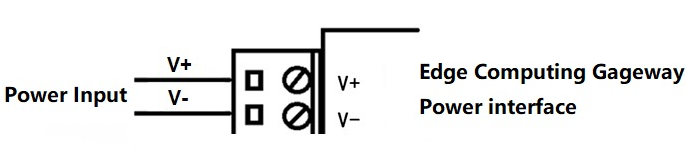 V+
Power Input
V-
V+
V−
Edge Computing Gageway
Power interface